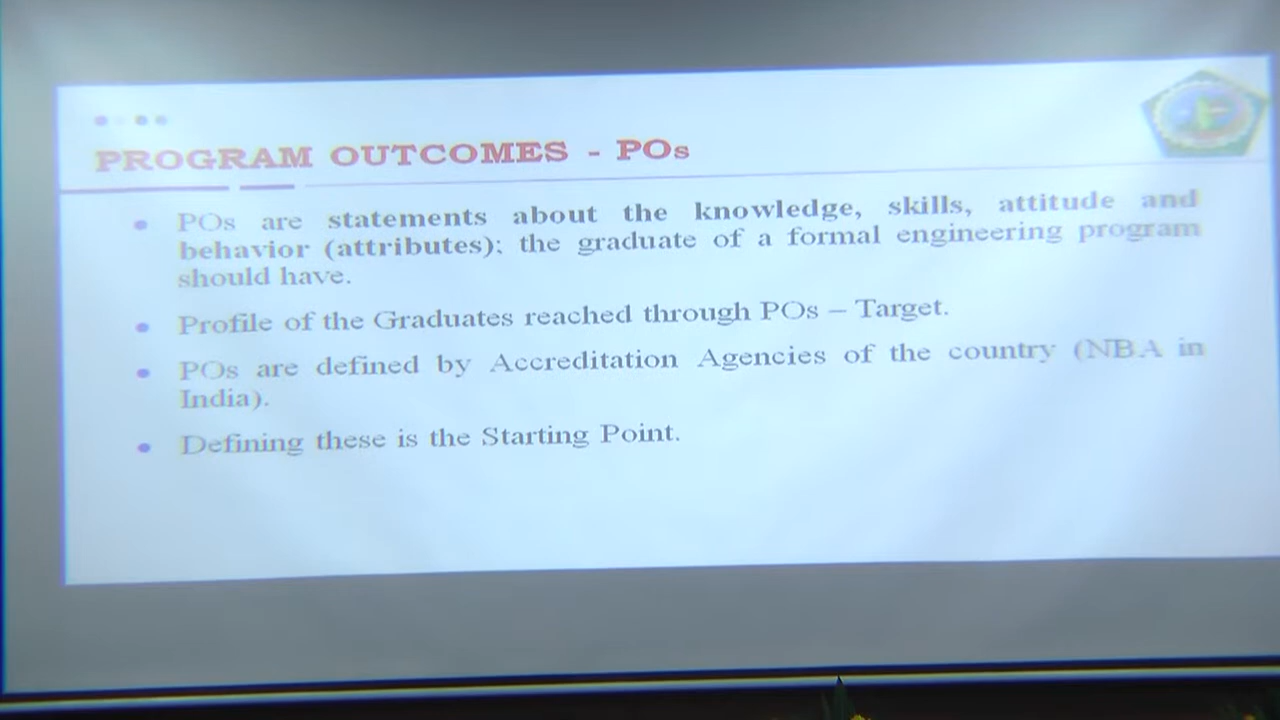 PROGRAM OUTCOMES - POs
• POs are statements about the knowledge, skills, attitude and
behavior (attributes); the graduate of a formal engineering program
should have.
• Profile of the Graduates reached through POs – Target.
• POs are defined by Accreditation Agencies of the country (NBA in
India).
• Defining these is the Starting Point.